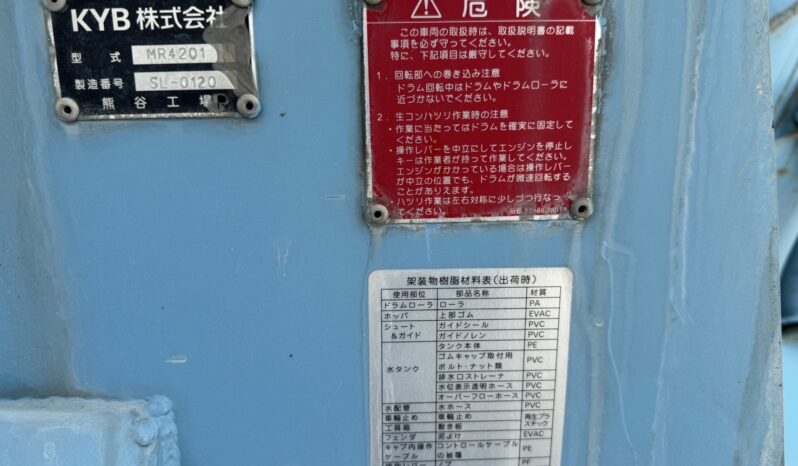 KYB 株式会社
型式 MR4201
製造番号 SL-0120
熊谷工場
危険
この車両の取扱時は、取扱説明書の記載
事項を必ず守ってください。
特に、下記項目は厳守してください。
1. 回転部への巻き込み注意
ドラム回転中はドラムやドラムローラに
近づかないでください。
2. 生コンハツリ作業時の注意
・作業に当たってはドラムを確実に固定して
ください。
・操作レバーを中立にしてエンジンを停止し
キーは作業者が持って作業してください。
エンジンがかかっている場合は操作レバー
が中立の位置でも、ドラムが微速回転する
ことがあり​えます。
・ハツリ作業は左右対称に少しづつ行なっ
てください。
架装物樹脂材料表(出荷時)
使用部位 部品名称 材質
ドラムローラ ローラ PA
ホッパ 上部ゴム EVAC
シュート ガイドシール PVC
&ガイド ガイドノレン PVC
タンク本体 PE
水タンク ゴムキャップ取付用 PVC
ボルト・ナット類
排水口ストレーナ PVC
水位表示透明ホース PVC
オーバーフローホース PVC
水配管 水ホース PVC
車輪止め 車輪止め 再生プラ
工具箱 敷き板 スチック
フェンダ 泥よけ EVAC
キャブ内操作 コントロールケーブル PE
ケーブル の被覆